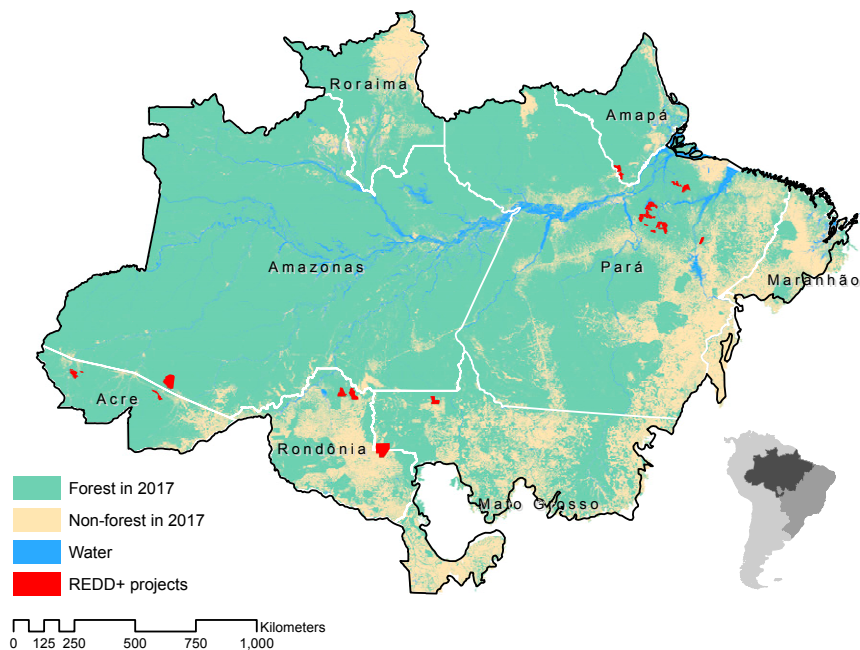 Roraima
Amapá
Amazonas
Pará
Maranhão
Acre
Rondônia
Mato Grosso
Forest in 2017
Non-forest in 2017
Water
REDD+ projects
Kilometers
0 125 250 500 750 1,000